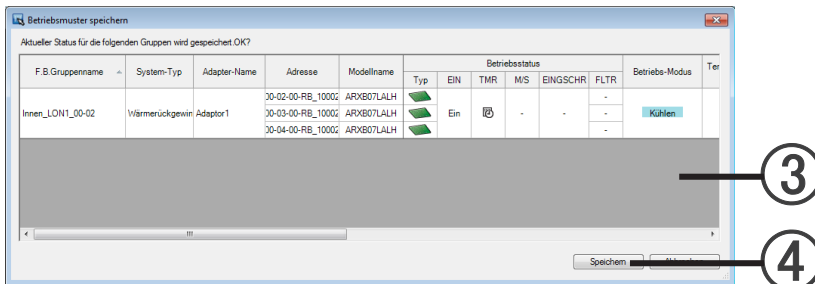 Betriebsmuster speichern
Aktueller Status für die folgenden Gruppen wird gespeichert.OK?
F.B.Gruppenname System-Typ Adapter-Name Adresse Modellname Betriebsstatus Betriebs-Modus Ter
Typ EIN TMR M/S EINGSCHR FLTR
00-02-00-RB_10002 ARXB07LALH -
Innen_LON1_00-02 Wärmerückgewin Adaptor1 00-03-00-RB_10002 ARXB07LALH Ein - - - Kühlen
00-04-00-RB_10002 ARXB07LALH -
3
Speichern
4